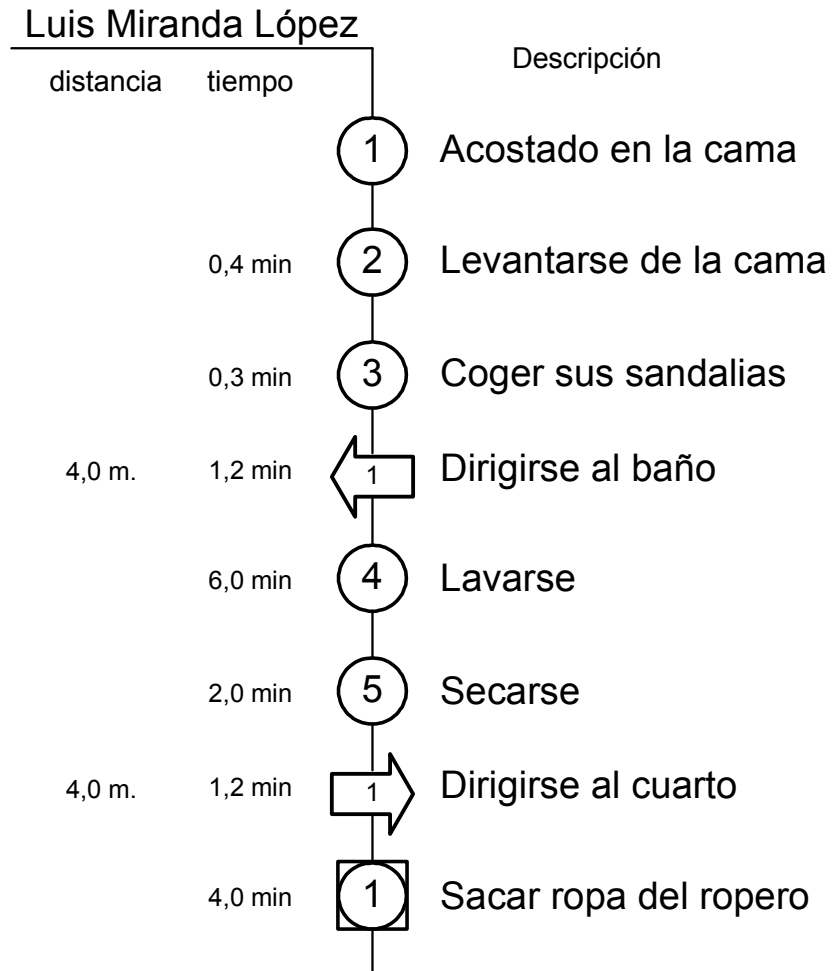 Luis Miranda López
distancia tiempo Descripción
1 Acostado en la cama
0,4 min 2 Levantarse de la cama
0,3 min 3 Coger sus sandalias
4,0 m. 1,2 min 1 Dirigirse al baño
6,0 min 4 Lavarse
2,0 min 5 Secarse
4,0 m. 1,2 min 1 Dirigirse al cuarto
4,0 min 1 Sacar ropa del ropero